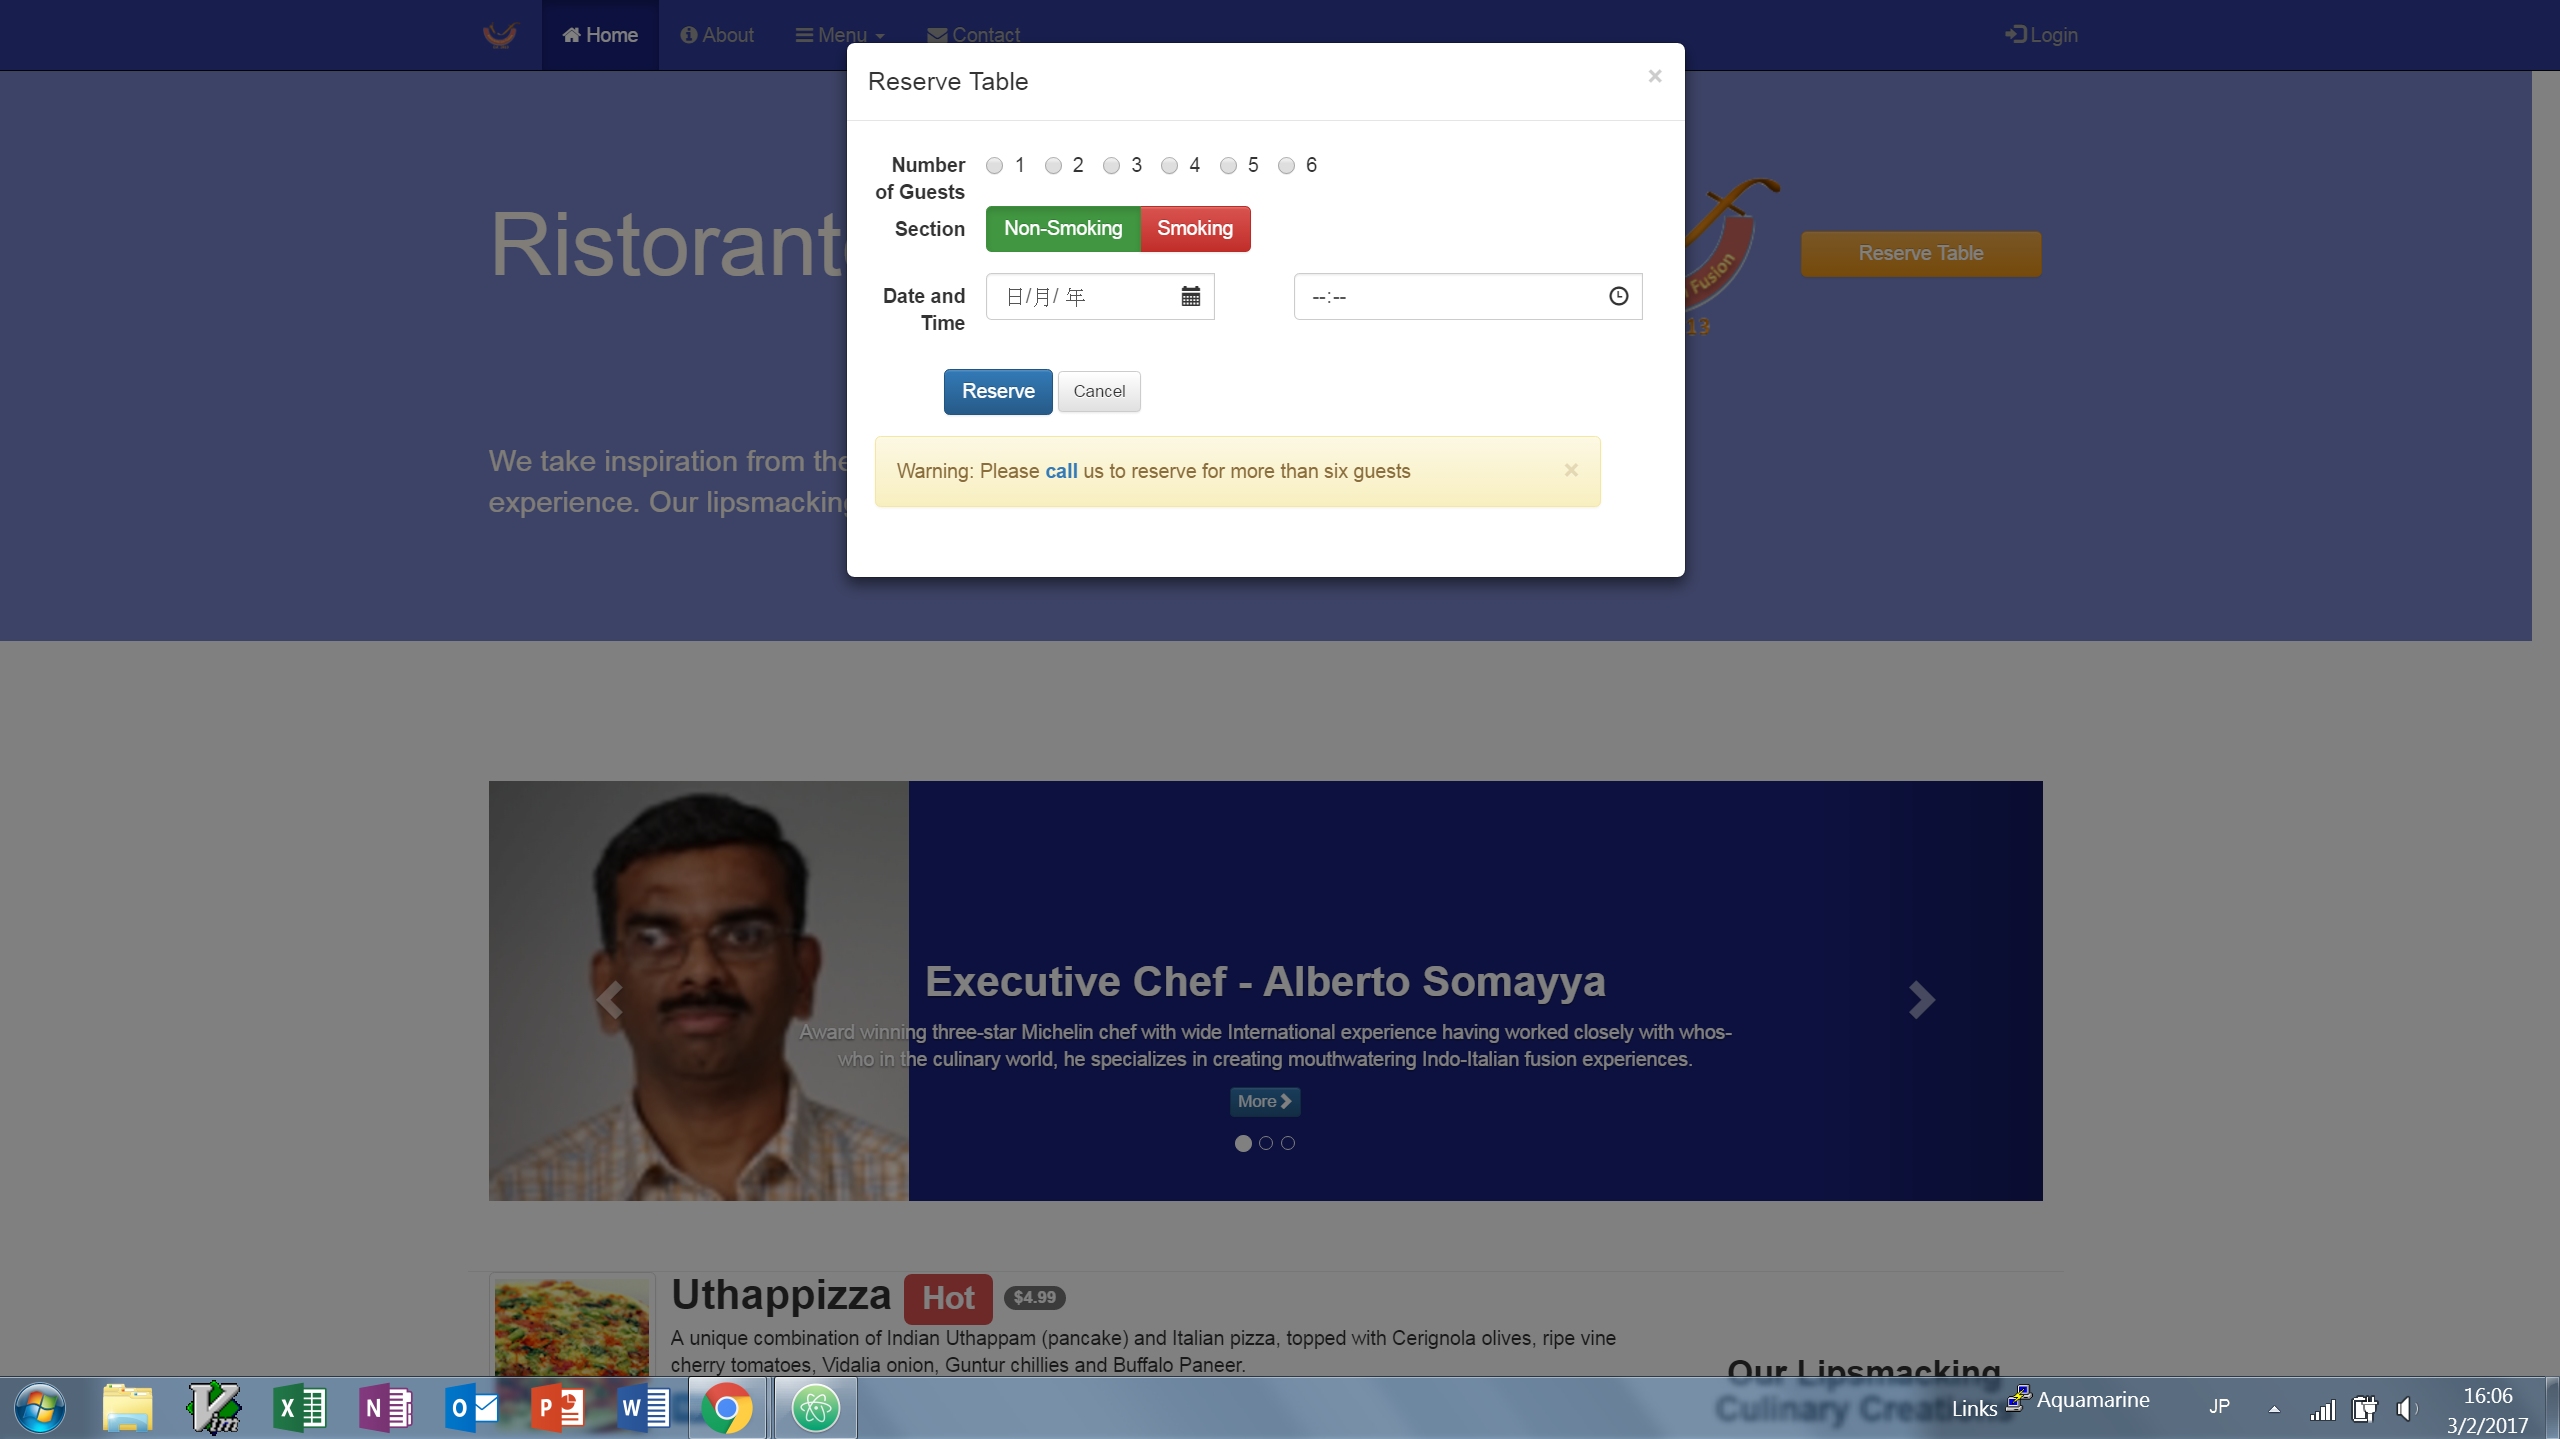 Home About Menu Contact Login
Reserve Table ×
Number of Guests 1 2 3 4 5 6
Section Non-Smoking Smoking
Date and Time 日/月/ 年 --:--
Reserve Cancel
Warning: Please call us to reserve for more than six guests ×
Ristorant
Fusion
13
Reserve Table
We take inspiration from the
experience. Our lipsmacking
Executive Chef - Alberto Somayya
Award winning three-star Michelin chef with wide International experience having worked closely with whos-
who in the culinary world, he specializes in creating mouthwatering Indo-Italian fusion experiences.
More
Uthappizza Hot $4.99
A unique combination of Indian Uthappam (pancake) and Italian pizza, topped with Cerignola olives, ripe vine
cherry tomatoes, Vidalia onion, Guntur chillies and Buffalo Paneer.
Our Lipsmacking
Culinary
Links Aquamarine JP 16:06
3/2/2017